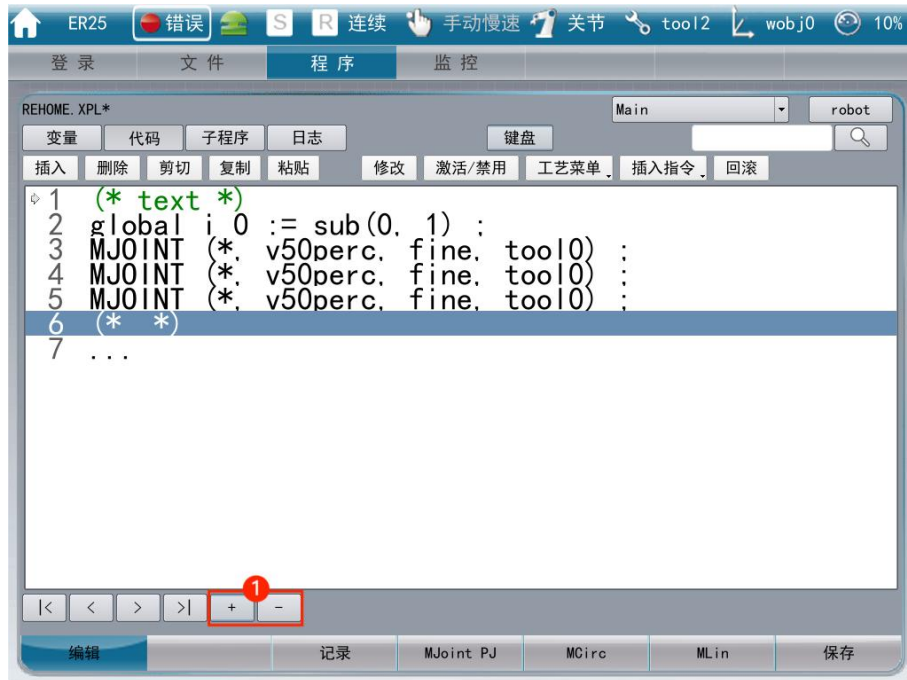 ER25 错误 S R 连续 手动慢速 关节 tool2 wobj0 10%
登录 文件 程序 监控
REHOME.XPL* Main robot
变量 代码 子程序 日志 键盘
插入 删除 剪切 复制 粘贴 修改 激活/禁用 工艺菜单 插入指令 回滚
1 (* text *)
2 global i 0 := sub(0, 1) ;
3 MJOINT (*, v50perc, fine, tool0) ;
4 MJOINT (*, v50perc, fine, tool0) ;
5 MJOINT (*, v50perc, fine, tool0) ;
6 (* *)
7 ...
1
|< < > >| + -
编辑 记录 MJoint PJ MCirc MLin 保存